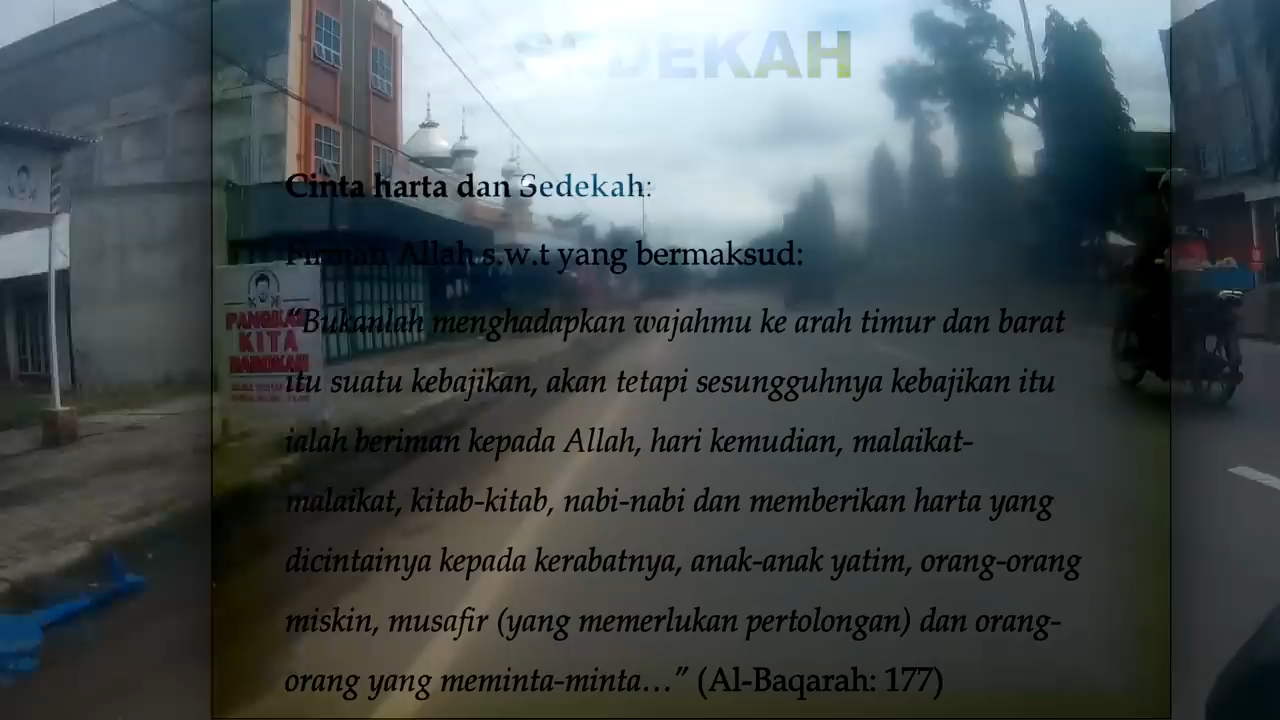 SEDEKAH
Cinta harta dan Sedekah:
Firman Allah s.w.t yang bermaksud:
“Bukanlah menghadapkan wajahmu ke arah timur dan barat
itu suatu kebajikan, akan tetapi sesungguhnya kebajikan itu
ialah beriman kepada Allah, hari kemudian, malaikat-
malaikat, kitab-kitab, nabi-nabi dan memberikan harta yang
dicintainya kepada kerabatnya, anak-anak yatim, orang-orang
miskin, musafir (yang memerlukan pertolongan) dan orang-
orang yang meminta-minta…” (Al-Baqarah: 177)
KITA